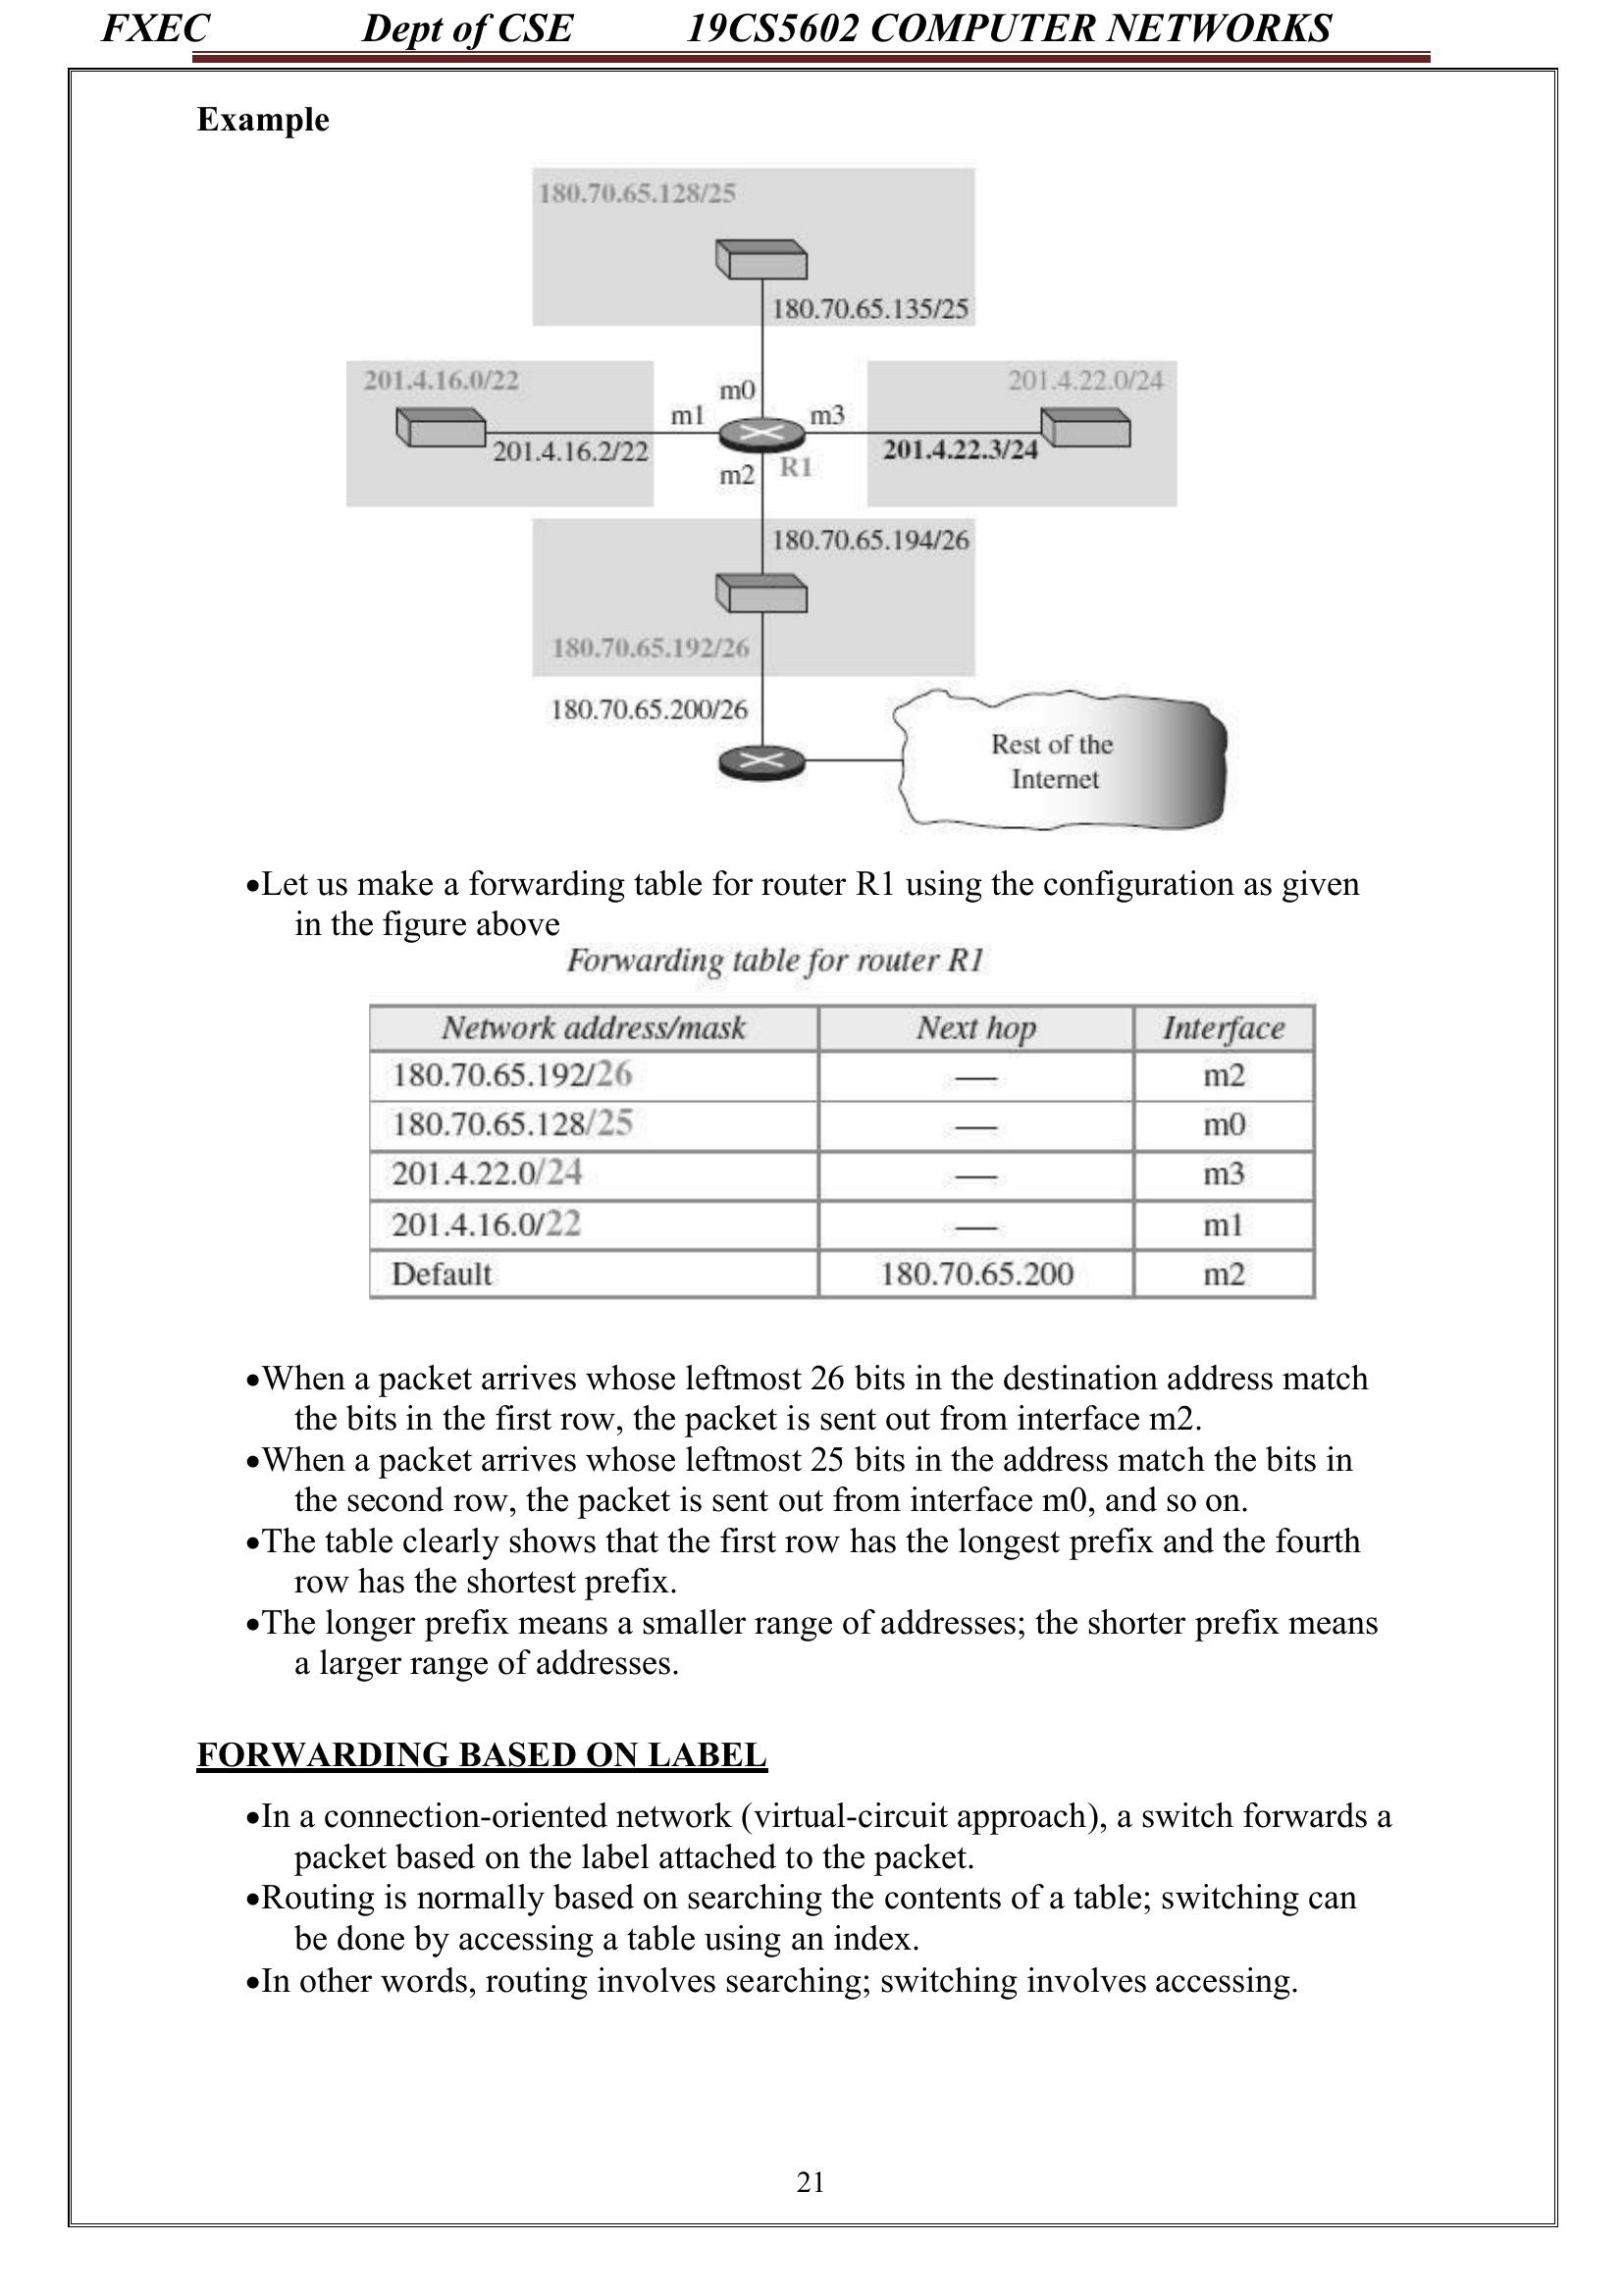 FXEC Dept of CSE 19CS5602 COMPUTER NETWORKS
Example
180.70.65.128/25
180.70.65.135/25
201.4.16.0/22
m0
201.4.22.0/24
m1
m3
201.4.16.2/22
201.4.22.3/24
m2
R1
180.70.65.194/26
180.70.65.192/26
180.70.65.200/26
Rest of the
Internet
•Let us make a forwarding table for router R1 using the configuration as given
in the figure above
Forwarding table for router R1
Network address/mask Next hop Interface
180.70.65.192/26 — m2
180.70.65.128/25 — m0
201.4.22.0/24 — m3
201.4.16.0/22 — m1
Default 180.70.65.200 m2
•When a packet arrives whose leftmost 26 bits in the destination address match
the bits in the first row, the packet is sent out from interface m2.
•When a packet arrives whose leftmost 25 bits in the address match the bits in
the second row, the packet is sent out from interface m0, and so on.
•The table clearly shows that the first row has the longest prefix and the fourth
row has the shortest prefix.
•The longer prefix means a smaller range of addresses; the shorter prefix means
a larger range of addresses.
FORWARDING BASED ON LABEL
•In a connection-oriented network (virtual-circuit approach), a switch forwards a
packet based on the label attached to the packet.
•Routing is normally based on searching the contents of a table; switching can
be done by accessing a table using an index.
•In other words, routing involves searching; switching involves accessing.
21